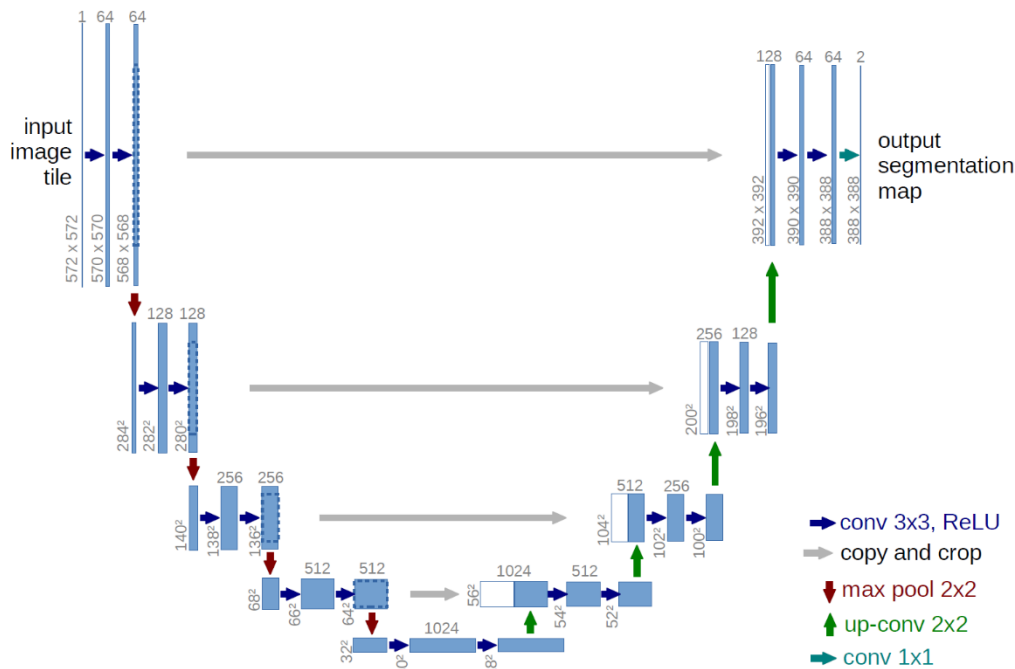 1 64 64
128 64 64 2
input
image
tile
output
segmentation
map
572 x 572
570 x 570
568 x 568
392 x 392
390 x 390
388 x 388
388 x 388
128 128
256 128
284²
282²
280²
200²
198²
196²
256 256
512 256
140²
138²
136²
104²
102²
100²
512 512
1024 512
68²
66²
64²
56²
54²
52²
1024
32²
0²
8²
conv 3x3, ReLU
copy and crop
max pool 2x2
up-conv 2x2
conv 1x1